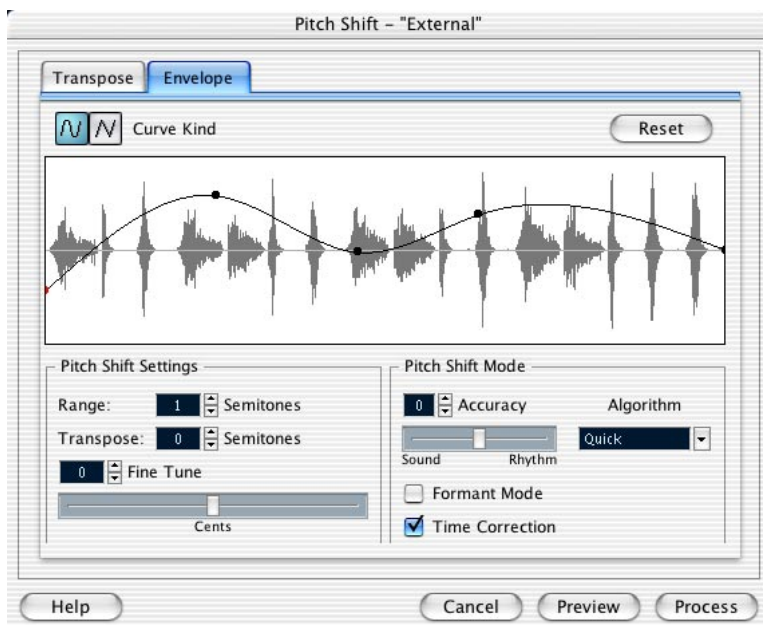 Pitch Shift – "External"
Transpose Envelope
Curve Kind Reset
Pitch Shift Settings
Range: 1 Semitones
Transpose: 0 Semitones
0 Fine Tune
Cents
Pitch Shift Mode
0 Accuracy Algorithm
Quick
Sound Rhythm
Formant Mode
Time Correction
Help Cancel Preview Process